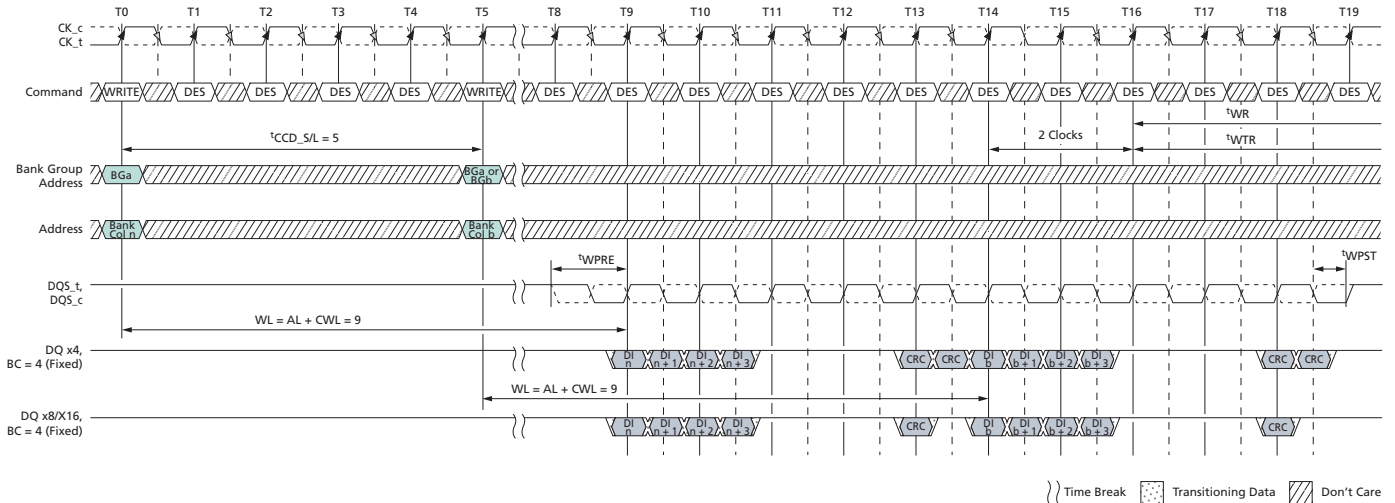 T0 T1 T2 T3 T4 T5 T8 T9 T10 T11 T12 T13 T14 T15 T16 T17 T18 T19
CK_c
CK_t
Command WRITE DES DES DES DES WRITE DES DES DES DES DES DES DES DES DES DES DES DES
tWR
tCCD_S/L = 5 2 Clocks tWTR
Bank Group
Address BGa BGa or
BGb
Address Bank
Col n Bank
Col b
tWPRE tWPST
DQS_t,
DQS_c
WL = AL + CWL = 9
DQ x4,
BC = 4 (Fixed) DI
n DI
n + 1 DI
n + 2 DI
n + 3 CRC CRC DI
b DI
b + 1 DI
b + 2 DI
b + 3 CRC CRC
WL = AL + CWL = 9
DQ x8/X16,
BC = 4 (Fixed) DI
n DI
n + 1 DI
n + 2 DI
n + 3 CRC DI
b DI
b + 1 DI
b + 2 DI
b + 3 CRC
Time Break Transitioning Data Don't Care